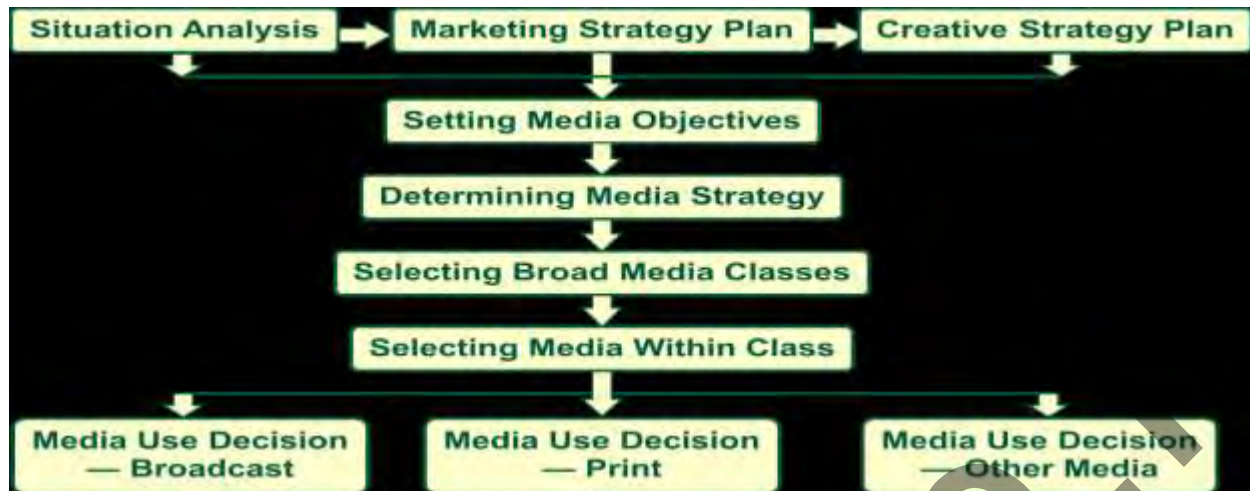 Situation Analysis
Marketing Strategy Plan
Creative Strategy Plan
Setting Media Objectives
Determining Media Strategy
Selecting Broad Media Classes
Selecting Media Within Class
Media Use Decision
— Broadcast
Media Use Decision
— Print
Media Use Decision
— Other Media